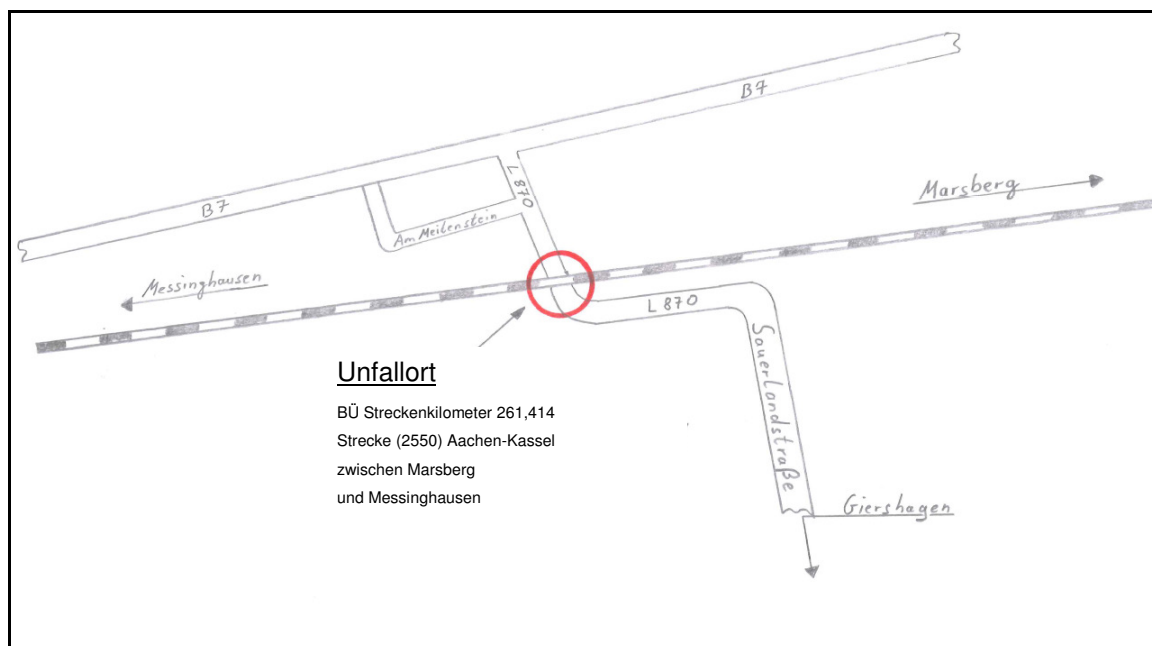 B7
L 870
Marsberg
B7
Am Meilenstein
Messinghausen
L 870
Sauerlandstraße
Unfallort
BÜ Streckenkilometer 261,414
Strecke (2550) Aachen-Kassel
zwischen Marsberg
und Messinghausen
Giershagen